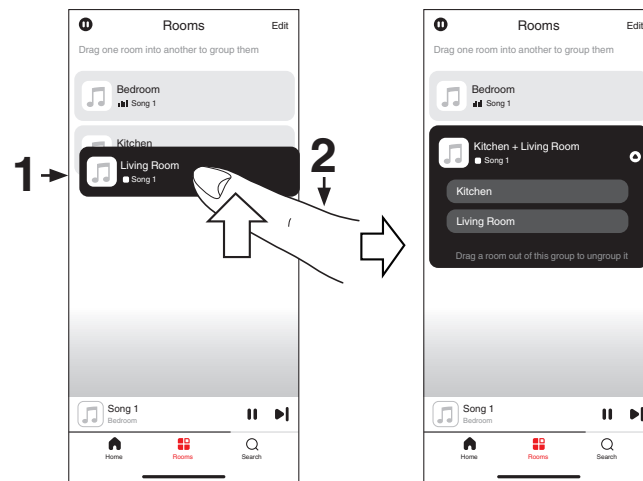 Rooms
Edit
Drag one room into another to group them
Bedroom
Song 1
Kitchen
Living Room
Song 1
1
2
Song 1
Bedroom
Home
Rooms
Search
Rooms
Edit
Drag one room into another to group them
Bedroom
Song 1
Kitchen + Living Room
Song 1
Kitchen
Living Room
Drag a room out of this group to ungroup it
Song 1
Bedroom
Home
Rooms
Search